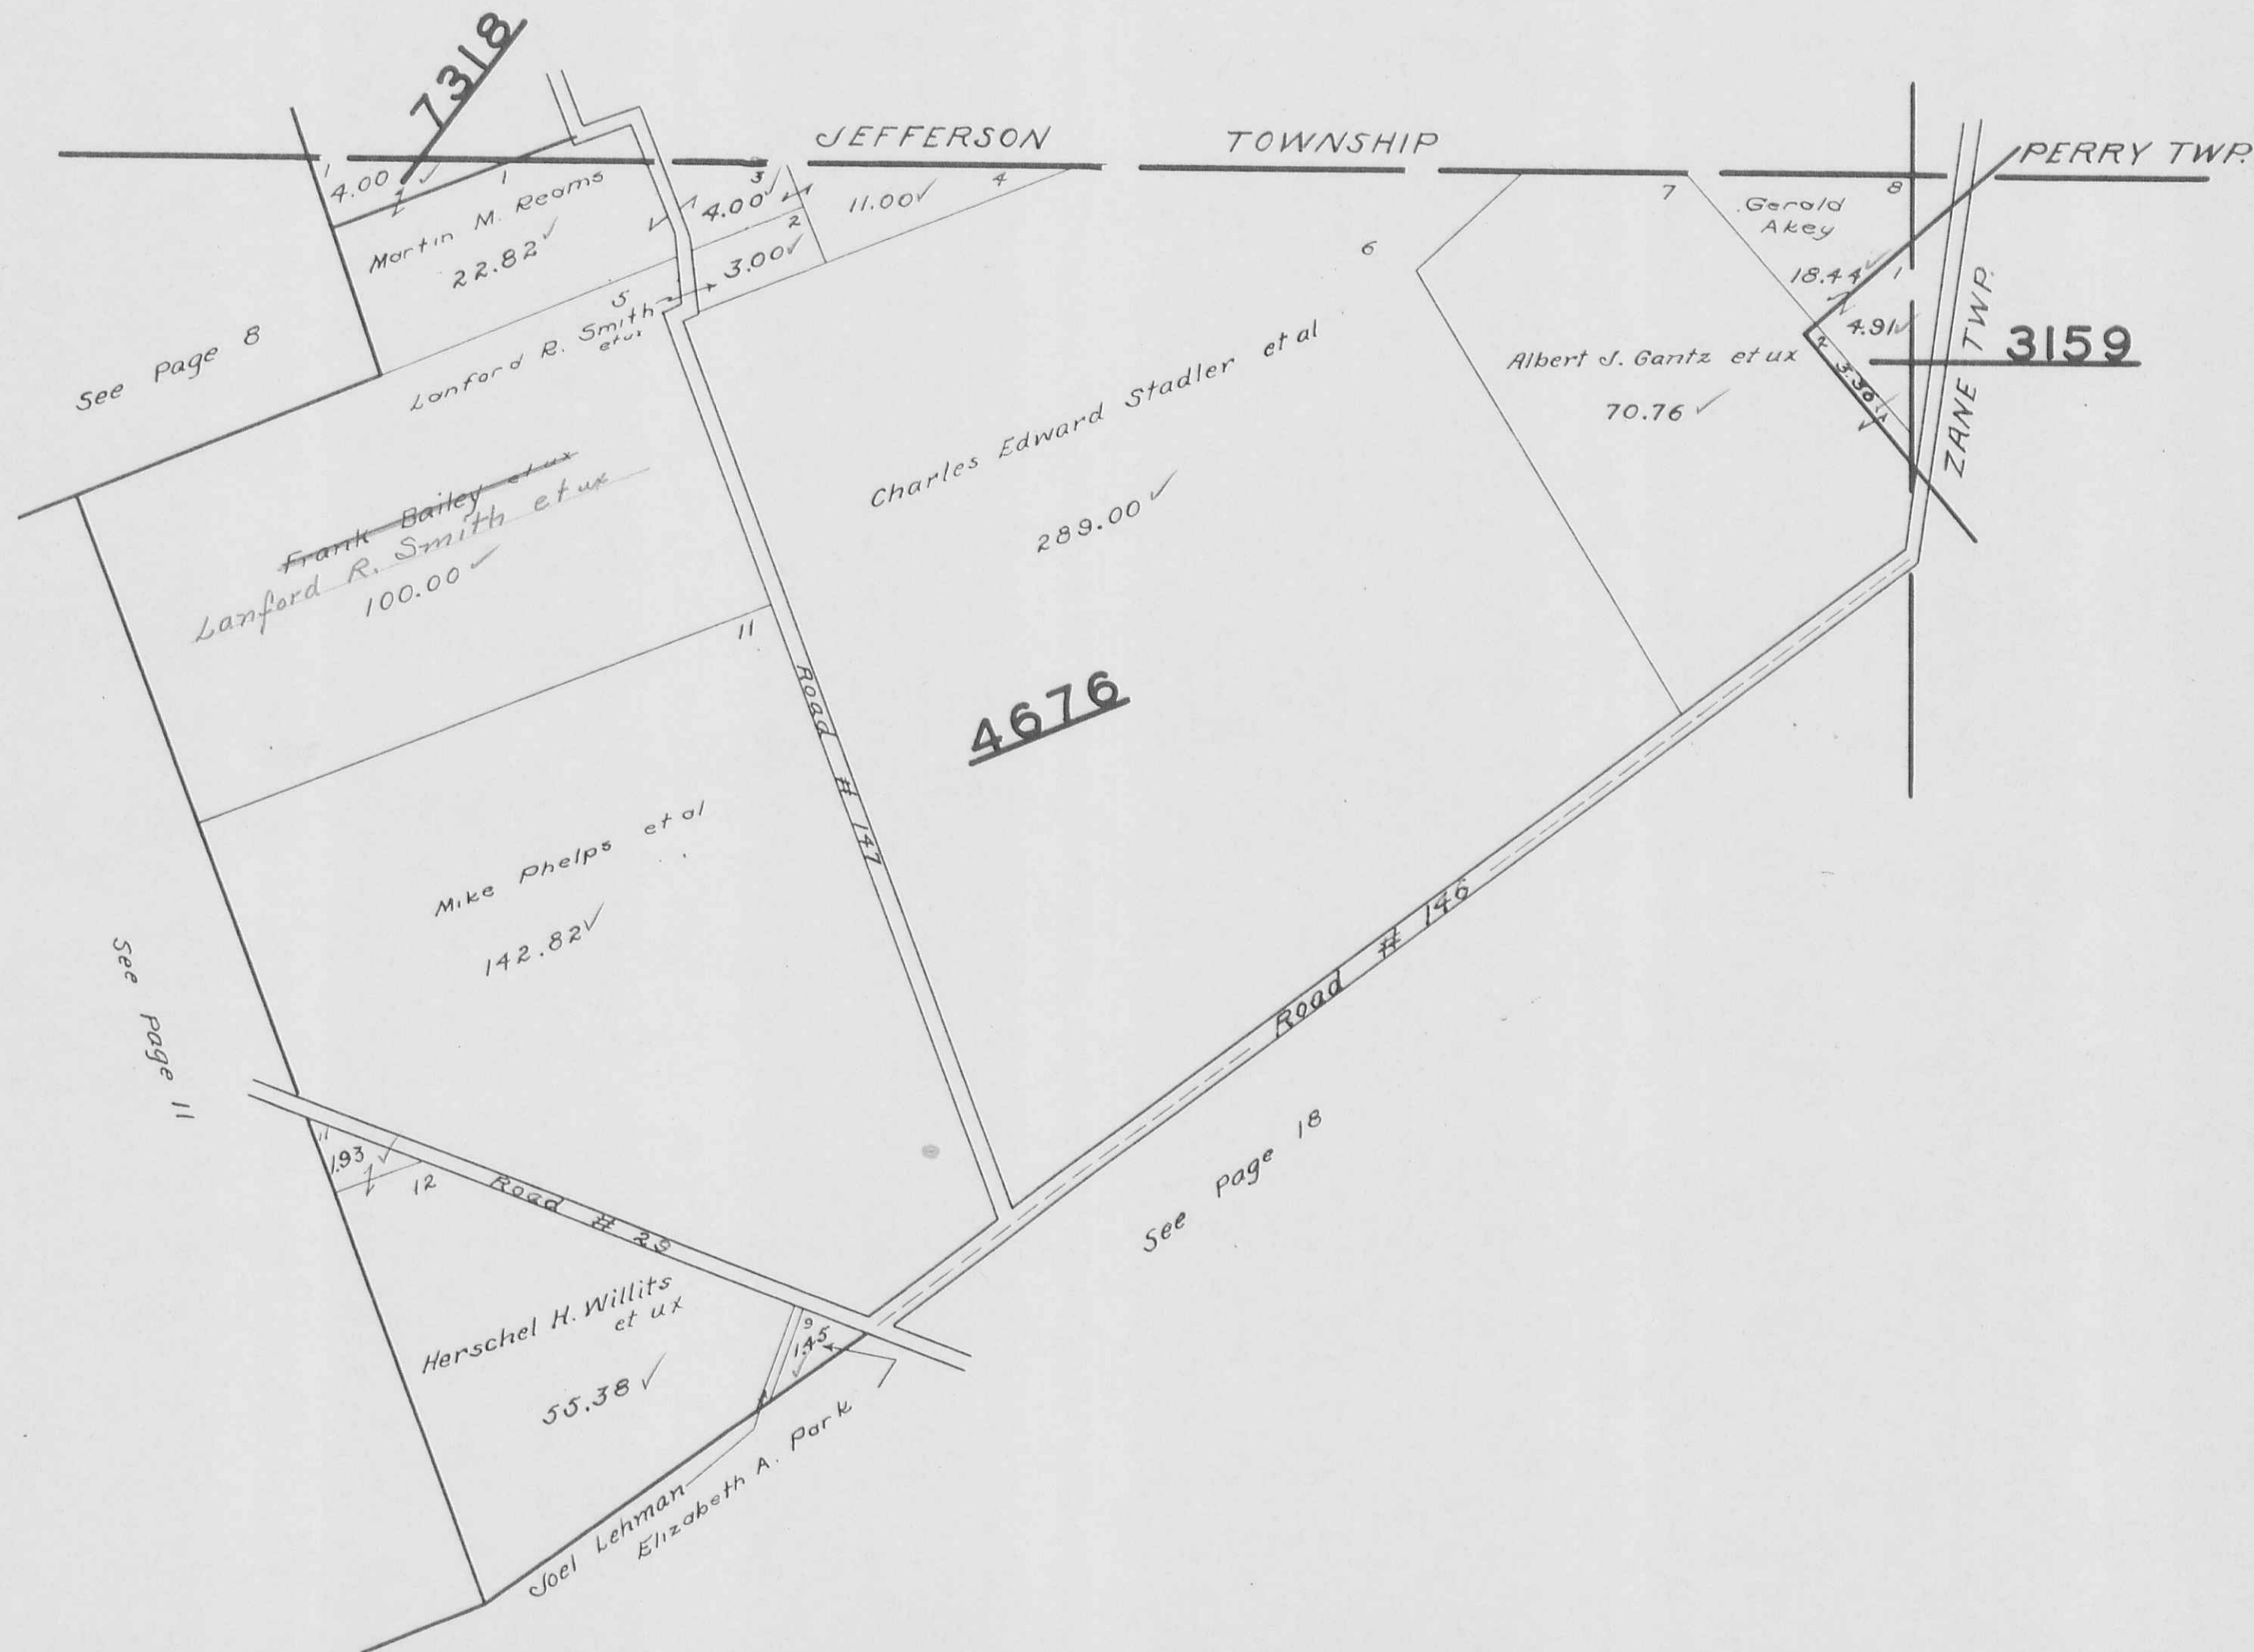 7318
JEFFERSON TOWNSHIP
PERRY TWP.
1
4.00
1
Martin M. Reams
22.82
3
4.00
2
3.00
4
11.00
7
8
Gerald
Akey
18.44
1
4.91
2
3.30
ZANE TWP.
3159
6
5
Lanford R. Smith
et ux
See Page 8
Charles Edward Stadler et al
289.00
Albert J. Gantz et ux
70.76
Frank Bailey et ux
Lanford R. Smith et ux
100.00
11
4676
Road # 147
Mike Phelps et al
142.82
Road # 146
See Page 11
See Page 18
11
1.93
12
Road # 29
Herschel H. Willits
et ux
55.38
9
1.45
Joel Lehman
Elizabeth A. Park